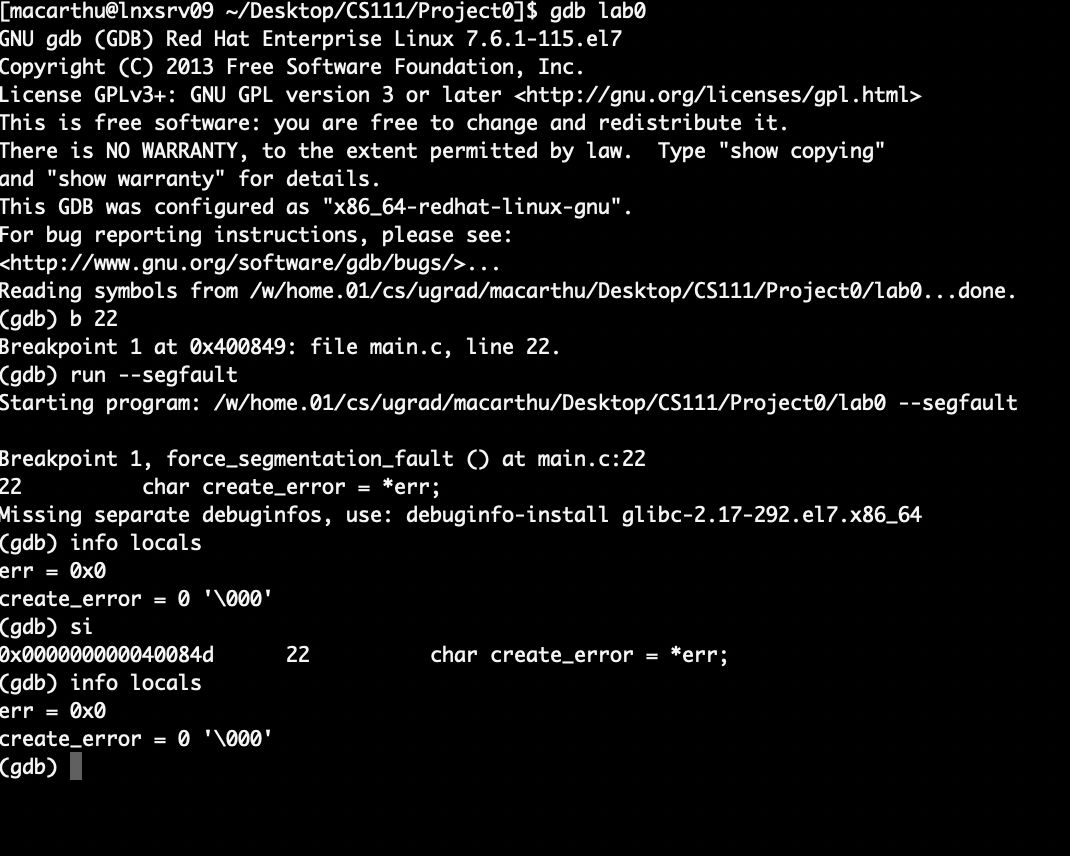 [macarthu@lnxsrv09 ~/Desktop/CS111/Project0]$ gdb lab0
GNU gdb (GDB) Red Hat Enterprise Linux 7.6.1-115.el7
Copyright (C) 2013 Free Software Foundation, Inc.
License GPLv3+: GNU GPL version 3 or later <http://gnu.org/licenses/gpl.html>
This is free software: you are free to change and redistribute it.
There is NO WARRANTY, to the extent permitted by law.  Type "show copying"
and "show warranty" for details.
This GDB was configured as "x86_64-redhat-linux-gnu".
For bug reporting instructions, please see:
<http://www.gnu.org/software/gdb/bugs/>...
Reading symbols from /w/home.01/cs/ugrad/macarthu/Desktop/CS111/Project0/lab0...done.
(gdb) b 22
Breakpoint 1 at 0x400849: file main.c, line 22.
(gdb) run --segfault
Starting program: /w/home.01/cs/ugrad/macarthu/Desktop/CS111/Project0/lab0 --segfault
Breakpoint 1, force_segmentation_fault () at main.c:22
22          char create_error = *err;
Missing separate debuginfos, use: debuginfo-install glibc-2.17-292.el7.x86_64
(gdb) info locals
err = 0x0
create_error = 0 '\000'
(gdb) si
0x000000000040084d      22          char create_error = *err;
(gdb) info locals
err = 0x0
create_error = 0 '\000'
(gdb)